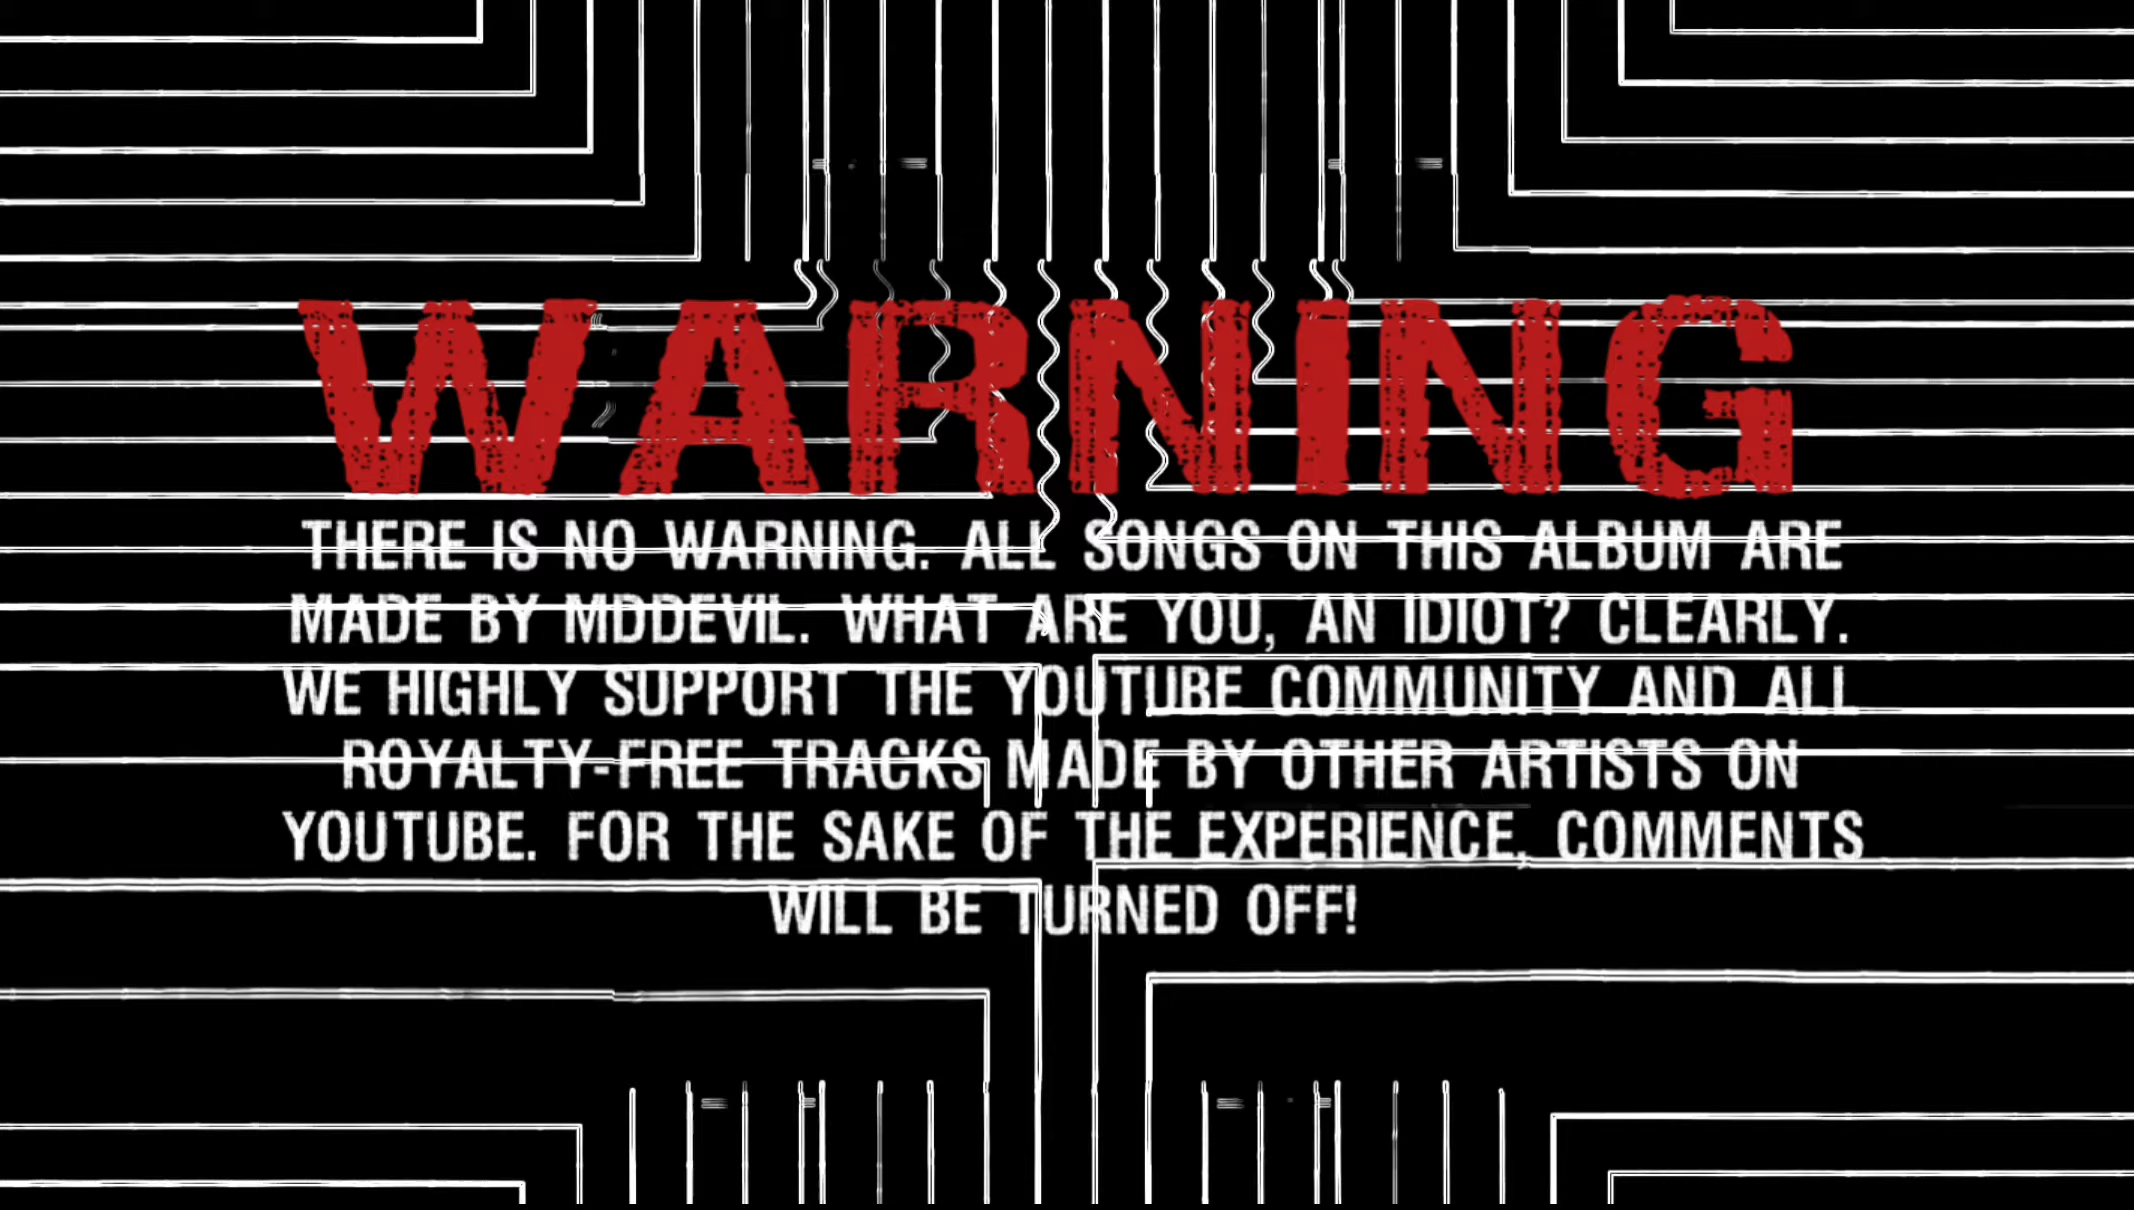 WARNING
THERE IS NO WARNING. ALL SONGS ON THIS ALBUM ARE
MADE BY MDDEVIL. WHAT ARE YOU, AN IDIOT? CLEARLY.
WE HIGHLY SUPPORT THE YOUTUBE COMMUNITY AND ALL
ROYALTY-FREE TRACKS MADE BY OTHER ARTISTS ON
YOUTUBE. FOR THE SAKE OF THE EXPERIENCE, COMMENTS
WILL BE TURNED OFF!